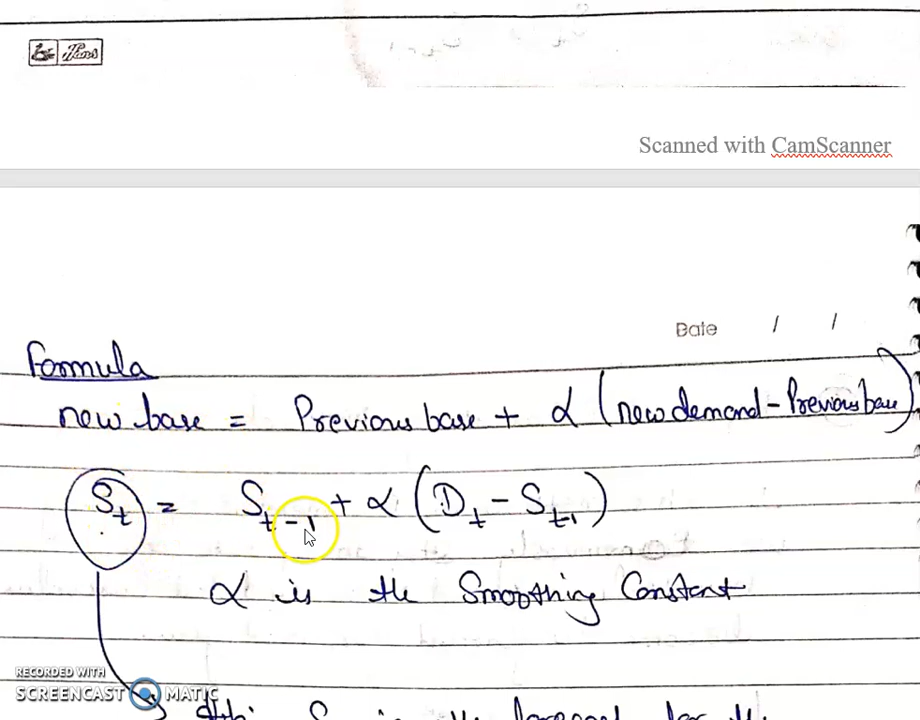 Scanned with CamScanner
Date / /
Formula
new base = Previous base + α (new demand - Previous base)
St = St-1 + α (Dt - St-1)
α is the Smoothing Constant
RECORDED WITH
SCREENCAST MATIC